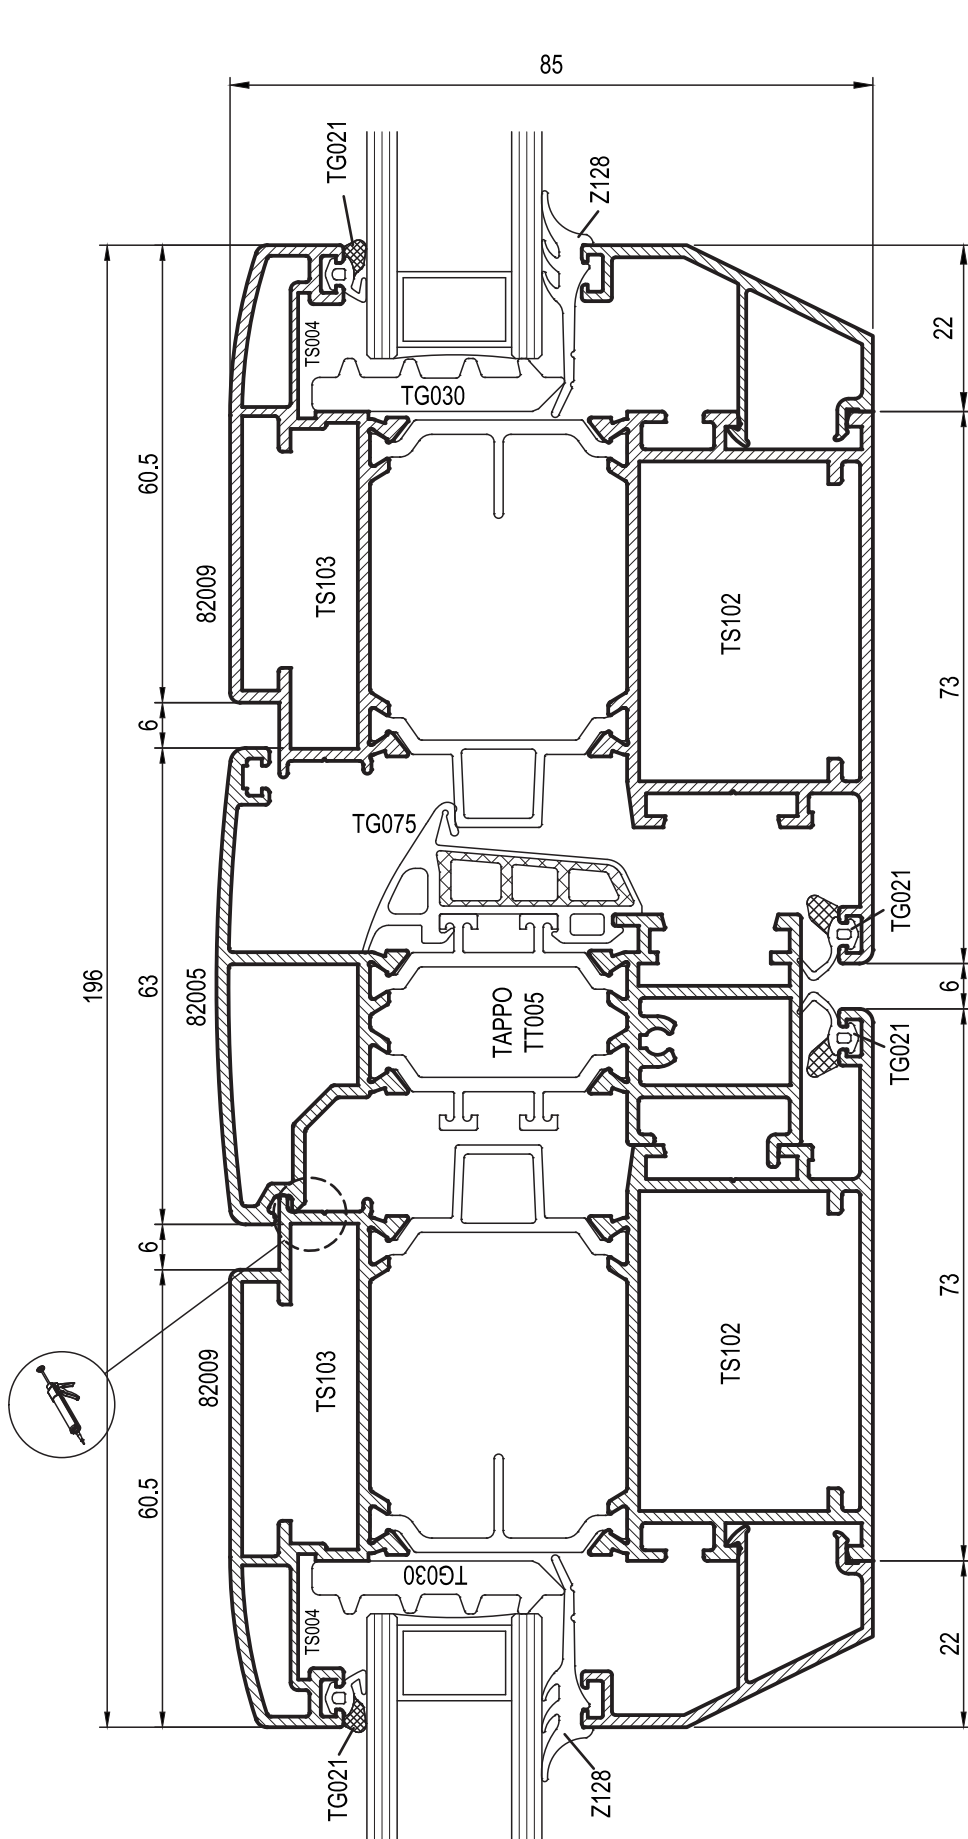 85
TG021
Z128
TS004
TG030
22
60.5
82009
TS103
TS102
73
6
TG075
196
63
82005
TAPPO
TT005
TG021
6
TG021
6
82009
TS103
TS102
73
60.5
TG030
TS004
22
TG021
Z128